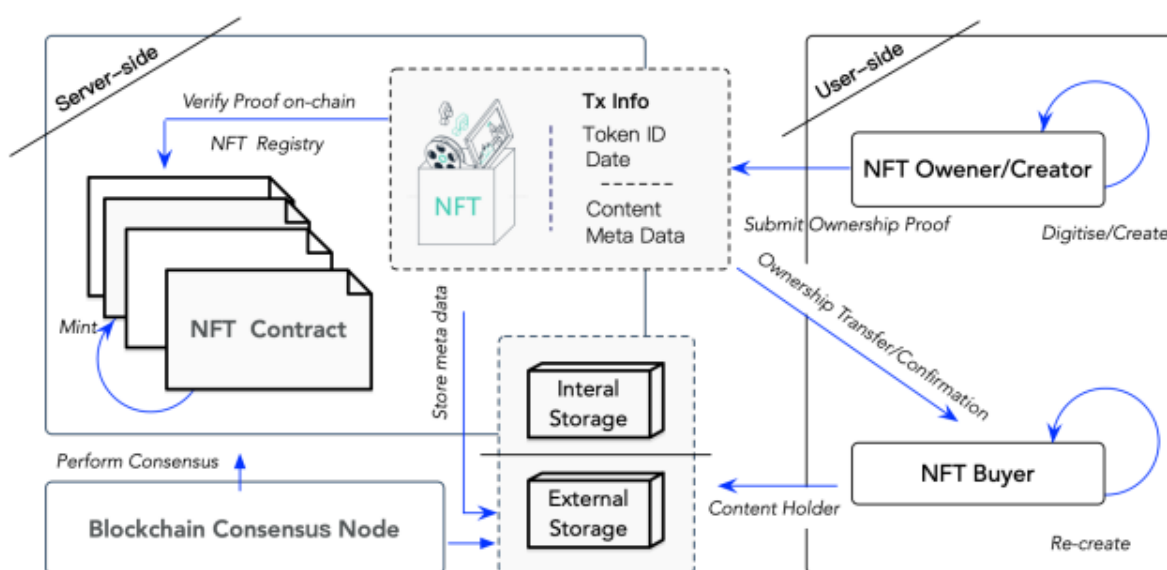 Server-side
User-side
Verify Proof on-chain
NFT Registry
NFT
Tx Info
Token ID
Date
Content
Meta Data
NFT Owener/Creator
Submit Ownership Proof
Digitise/Create
Mint
NFT Contract
Store meta data
Ownership Transfer/Confirmation
Interal
Storage
External
Storage
NFT Buyer
Content Holder
Re-create
Perform Consensus
Blockchain Consensus Node